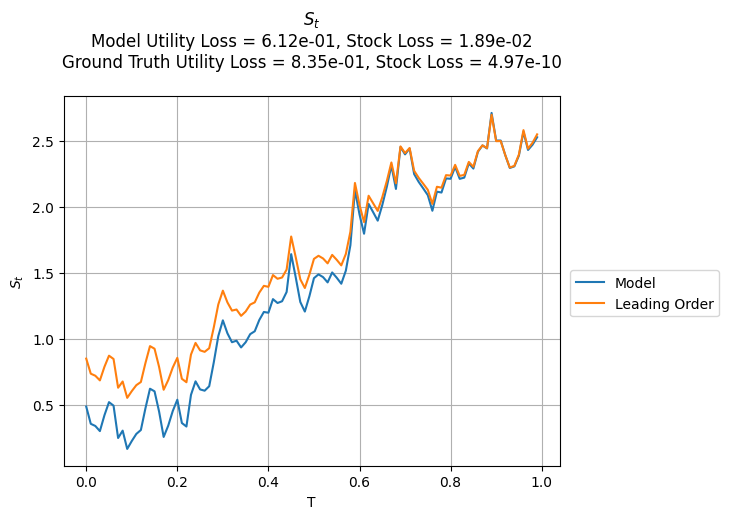 S_t
Model Utility Loss = 6.12e-01, Stock Loss = 1.89e-02
Ground Truth Utility Loss = 8.35e-01, Stock Loss = 4.97e-10
2.5
2.0
1.5
1.0
0.5
S_t
0.0 0.2 0.4 0.6 0.8 1.0
T
Model
Leading Order